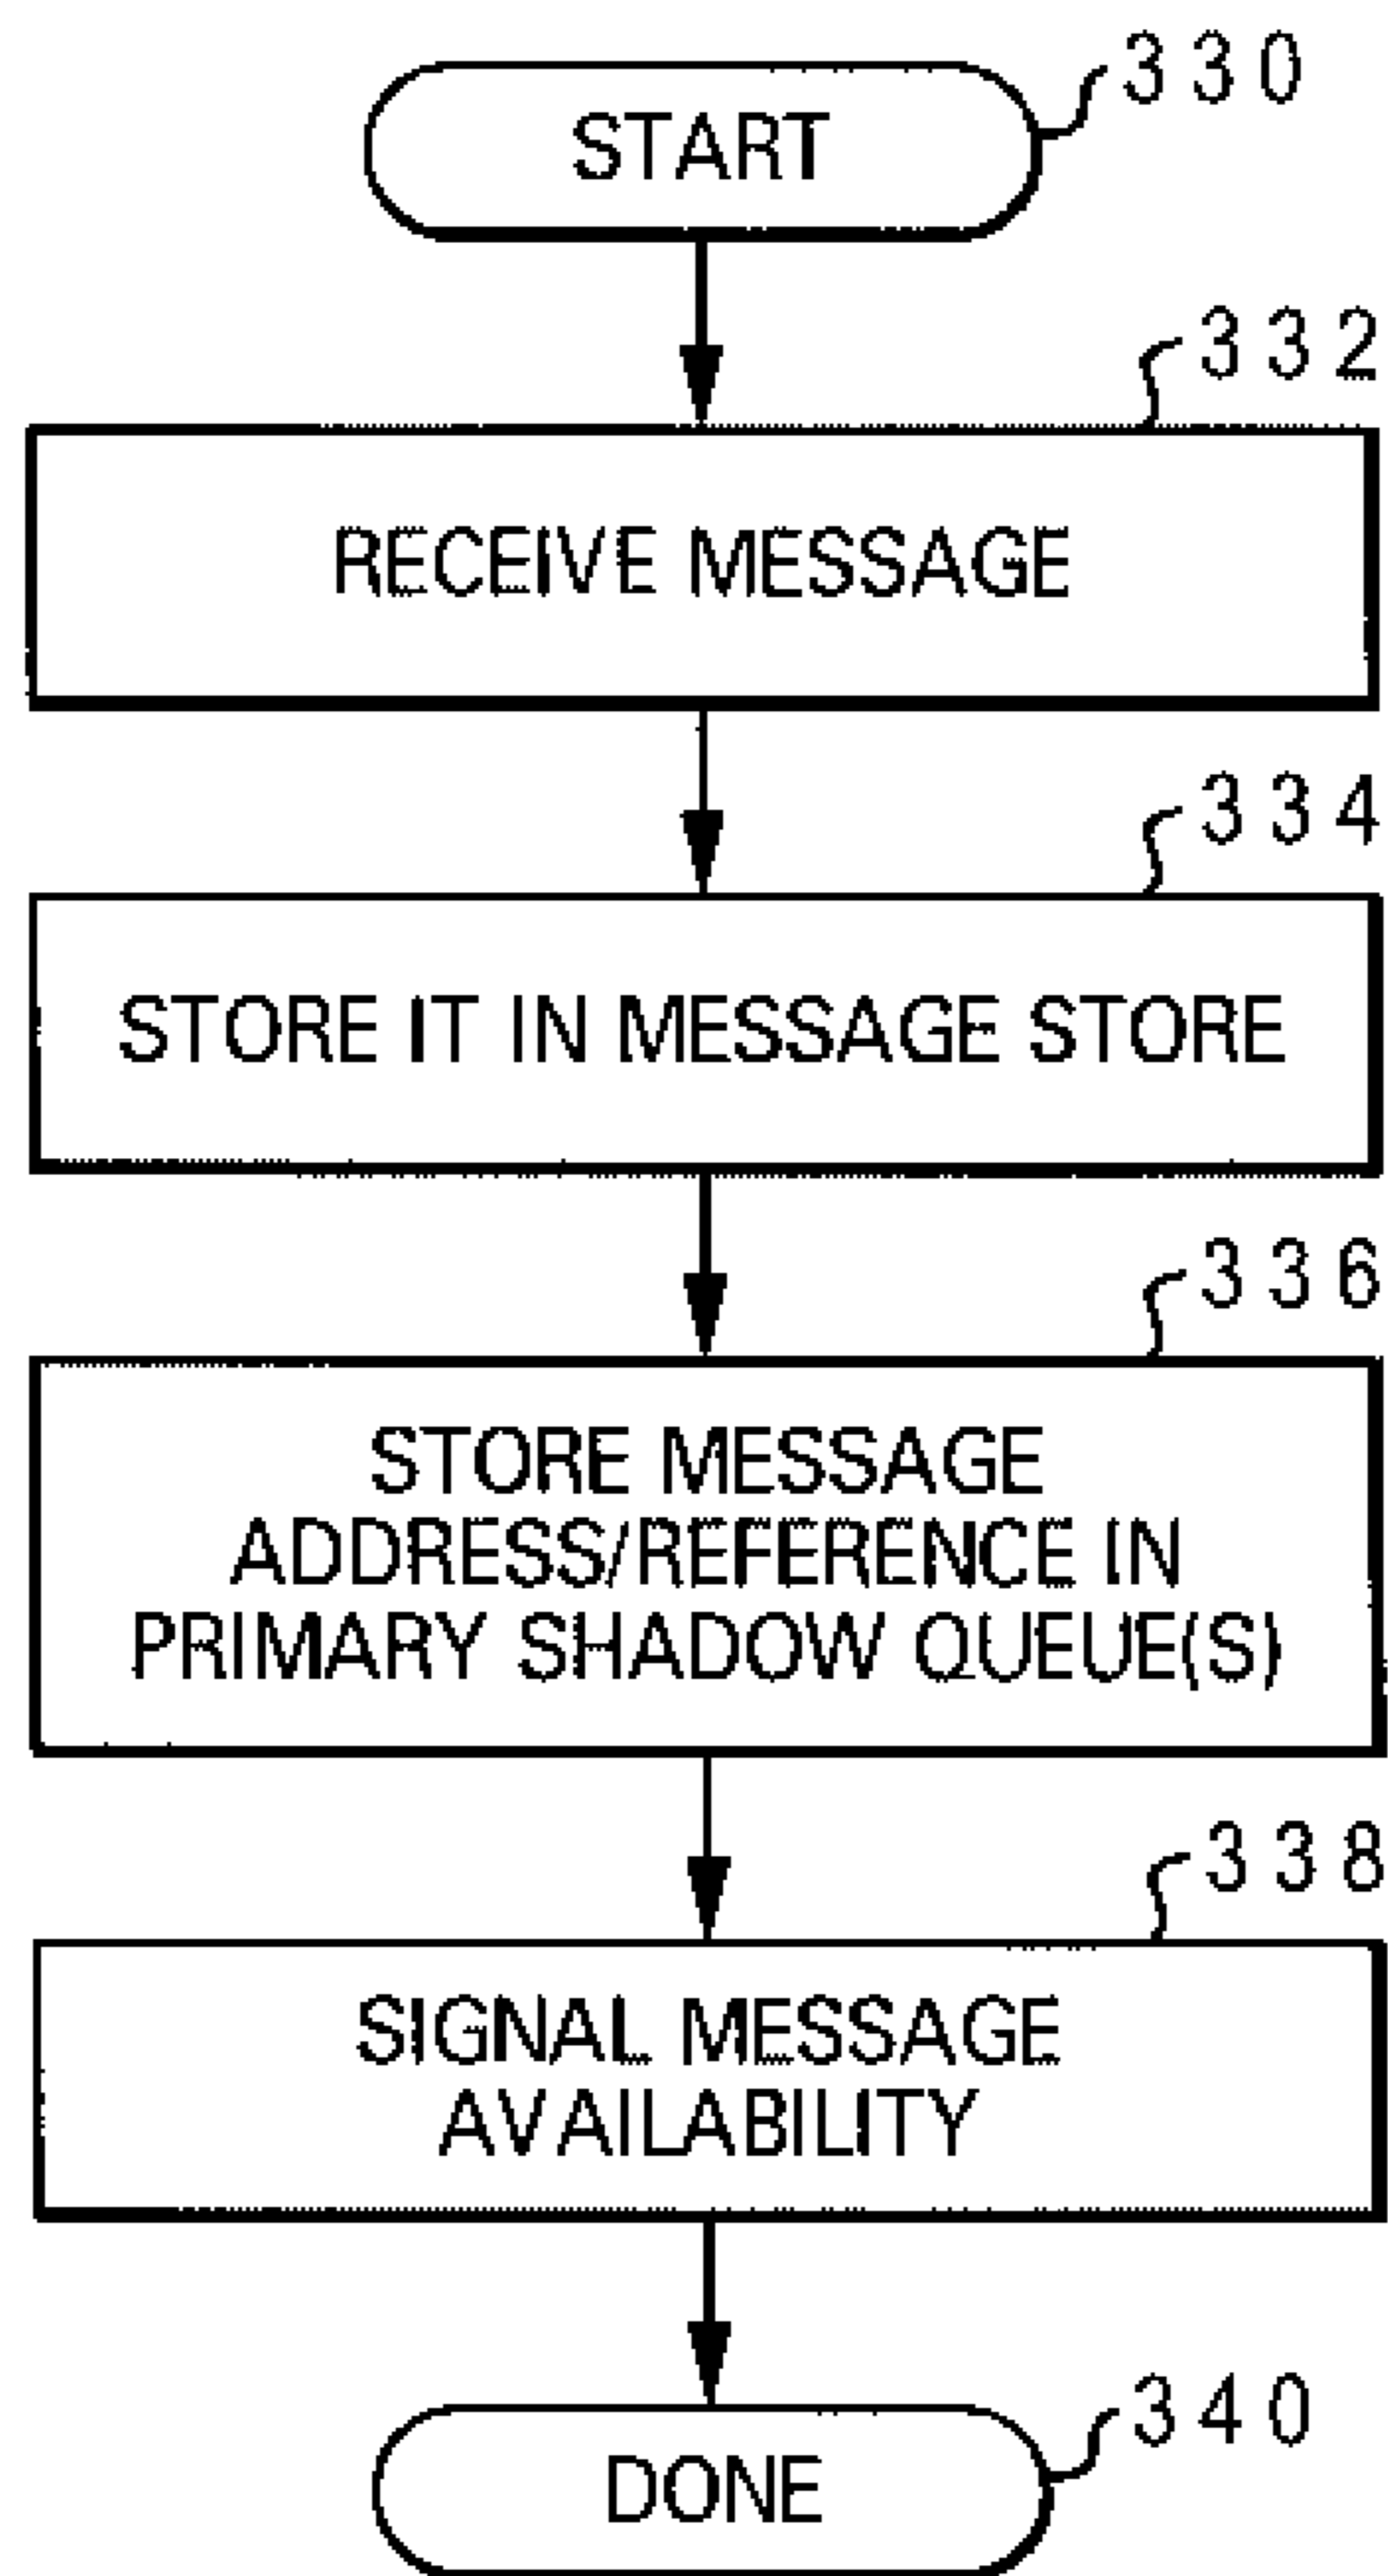 330
START
332
RECEIVE MESSAGE
334
STORE IT IN MESSAGE STORE
336
STORE MESSAGE
ADDRESS/REFERENCE IN
PRIMARY SHADOW QUEUE(S)
338
SIGNAL MESSAGE
AVAILABILITY
340
DONE